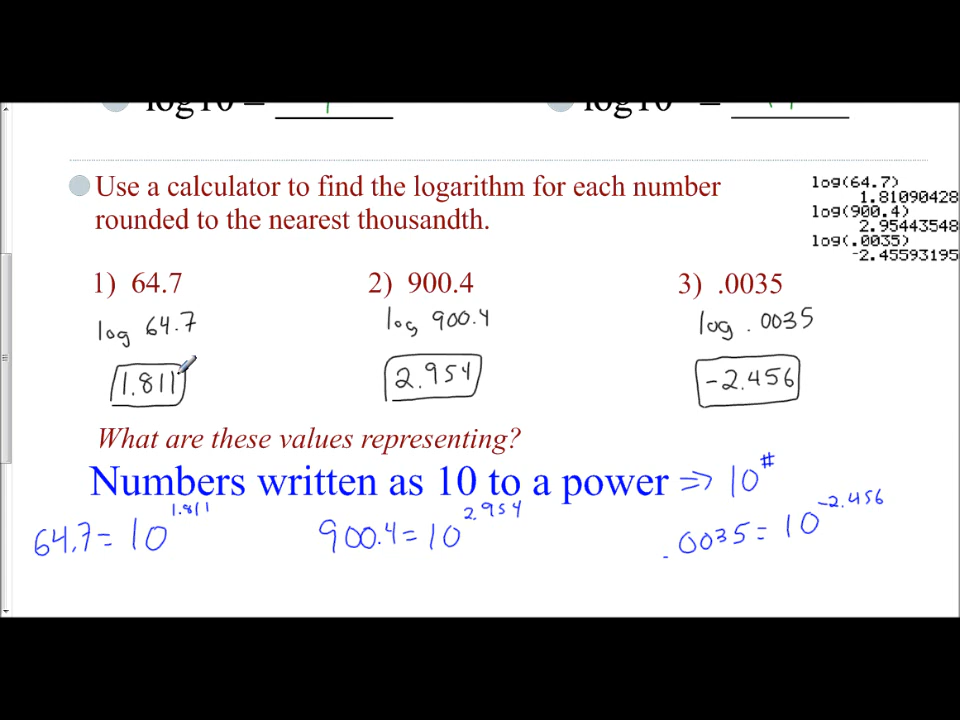 log10 = 
log10 = 
Use a calculator to find the logarithm for each number
rounded to the nearest thousandth.
log(64.7)
1.81090428
log(900.4)
2.95443548
log(.0035)
-2.45593195
1) 64.7 2) 900.4 3) .0035
log 64.7 log 900.4 log .0035
1.811 2.954 -2.456
What are these values representing?
Numbers written as 10 to a power => 10^#
64.7 = 10^1.811 900.4 = 10^2.954 .0035 = 10^-2.456